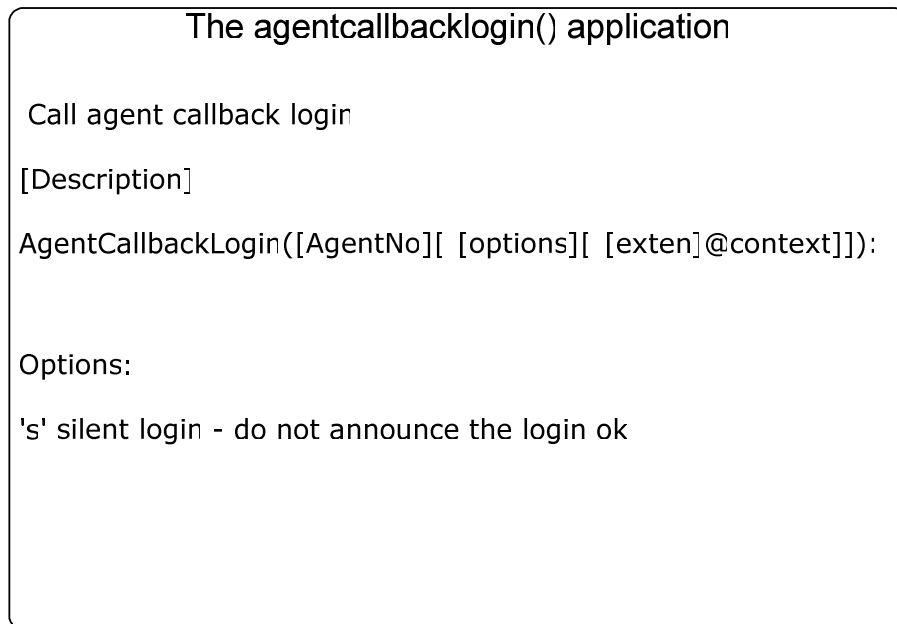 The agentcallbacklogin() application
Call agent callback login
[Description]
AgentCallbackLogin([AgentNo][ [options][ [exten]@context]]):
Options:
's' silent login - do not announce the login ok